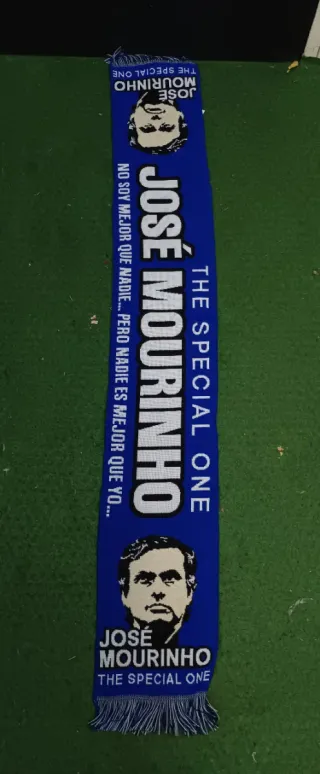 JOSÉ
MOURINHO
THE SPECIAL ONE
THE SPECIAL ONE
JOSÉ MOURINHO
NO SOY MEJOR QUE NADIE... PERO NADIE ES MEJOR QUE YO...
JOSÉ
MOURINHO
THE SPECIAL ONE